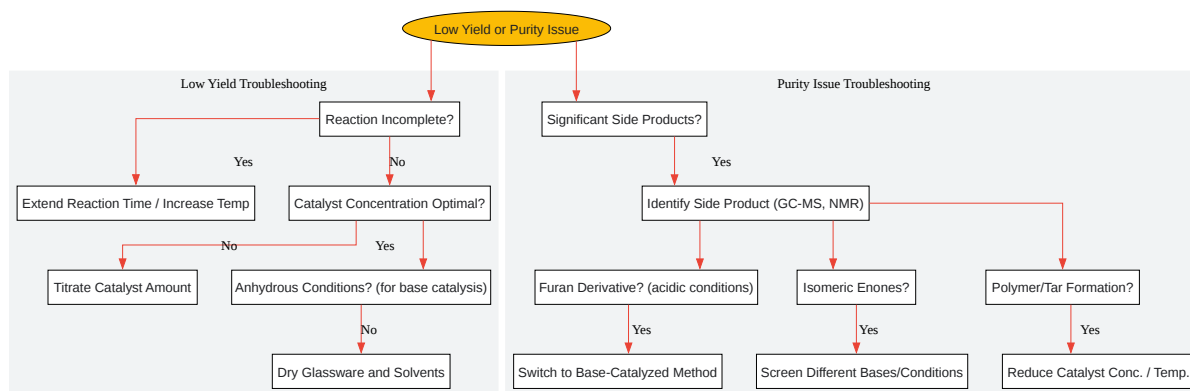 Low Yield or Purity Issue
Low Yield Troubleshooting
Purity Issue Troubleshooting
Reaction Incomplete?
Significant Side Products?
Yes
No
Yes
Extend Reaction Time / Increase Temp
Catalyst Concentration Optimal?
Identify Side Product (GC-MS, NMR)
No
Yes
Titrate Catalyst Amount
Anhydrous Conditions? (for base catalysis)
Furan Derivative? (acidic conditions)
Isomeric Enones?
Polymer/Tar Formation?
No
Yes
Yes
Yes
Dry Glassware and Solvents
Switch to Base-Catalyzed Method
Screen Different Bases/Conditions
Reduce Catalyst Conc. / Temp.